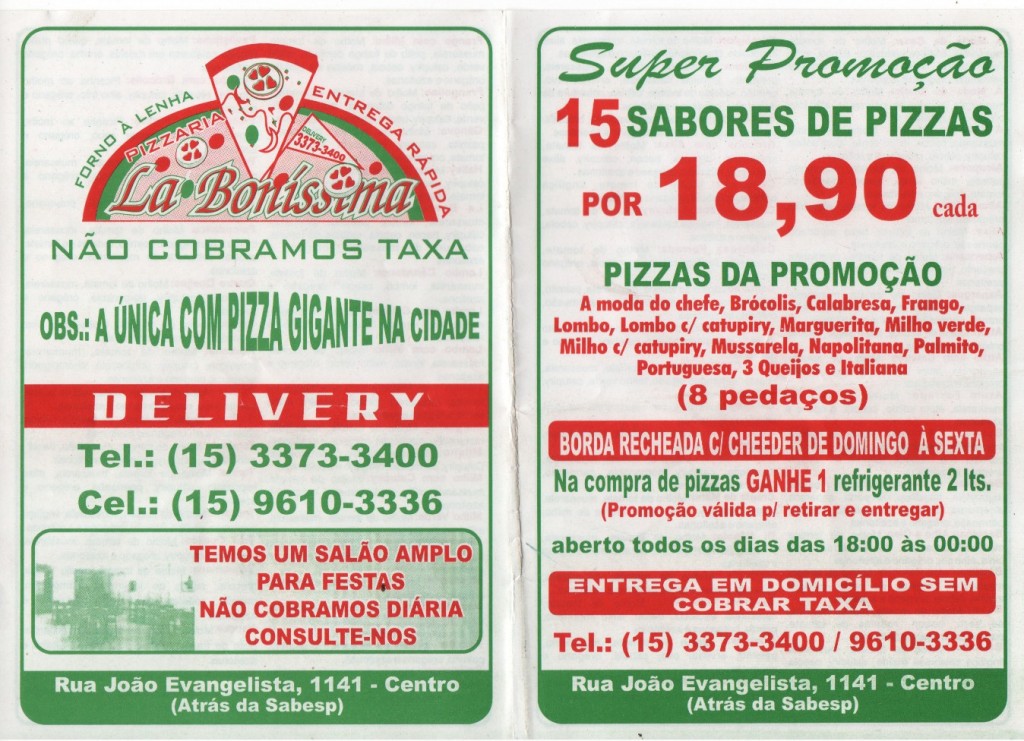 FORNO À LENHA
ENTREGA RÁPIDA
PIZZARIA
DELIVERY
3373-3400
La Boníssima
NÃO COBRAMOS TAXA
OBS.: A ÚNICA COM PIZZA GIGANTE NA CIDADE
DELIVERY
Tel.: (15) 3373-3400
Cel.: (15) 9610-3336
TEMOS UM SALÃO AMPLO
PARA FESTAS
NÃO COBRAMOS DIÁRIA
CONSULTE-NOS
Rua João Evangelista, 1141 - Centro
(Atrás da Sabesp)
Super Promoção
15 SABORES DE PIZZAS
POR 18,90 cada
PIZZAS DA PROMOÇÃO
A moda do chefe, Brócolis, Calabresa, Frango,
Lombo, Lombo c/ catupiry, Marguerita, Milho verde,
Milho c/ catupiry, Mussarela, Napolitana, Palmito,
Portuguesa, 3 Queijos e Italiana
(8 pedaços)
BORDA RECHEADA C/ CHEEDER DE DOMINGO À SEXTA
Na compra de pizzas GANHE 1 refrigerante 2 lts.
(Promoção válida p/ retirar e entregar)
aberto todos os dias das 18:00 às 00:00
ENTREGA EM DOMICÍLIO SEM
COBRAR TAXA
Tel.: (15) 3373-3400 / 9610-3336
Rua João Evangelista, 1141 - Centro
(Atrás da Sabesp)